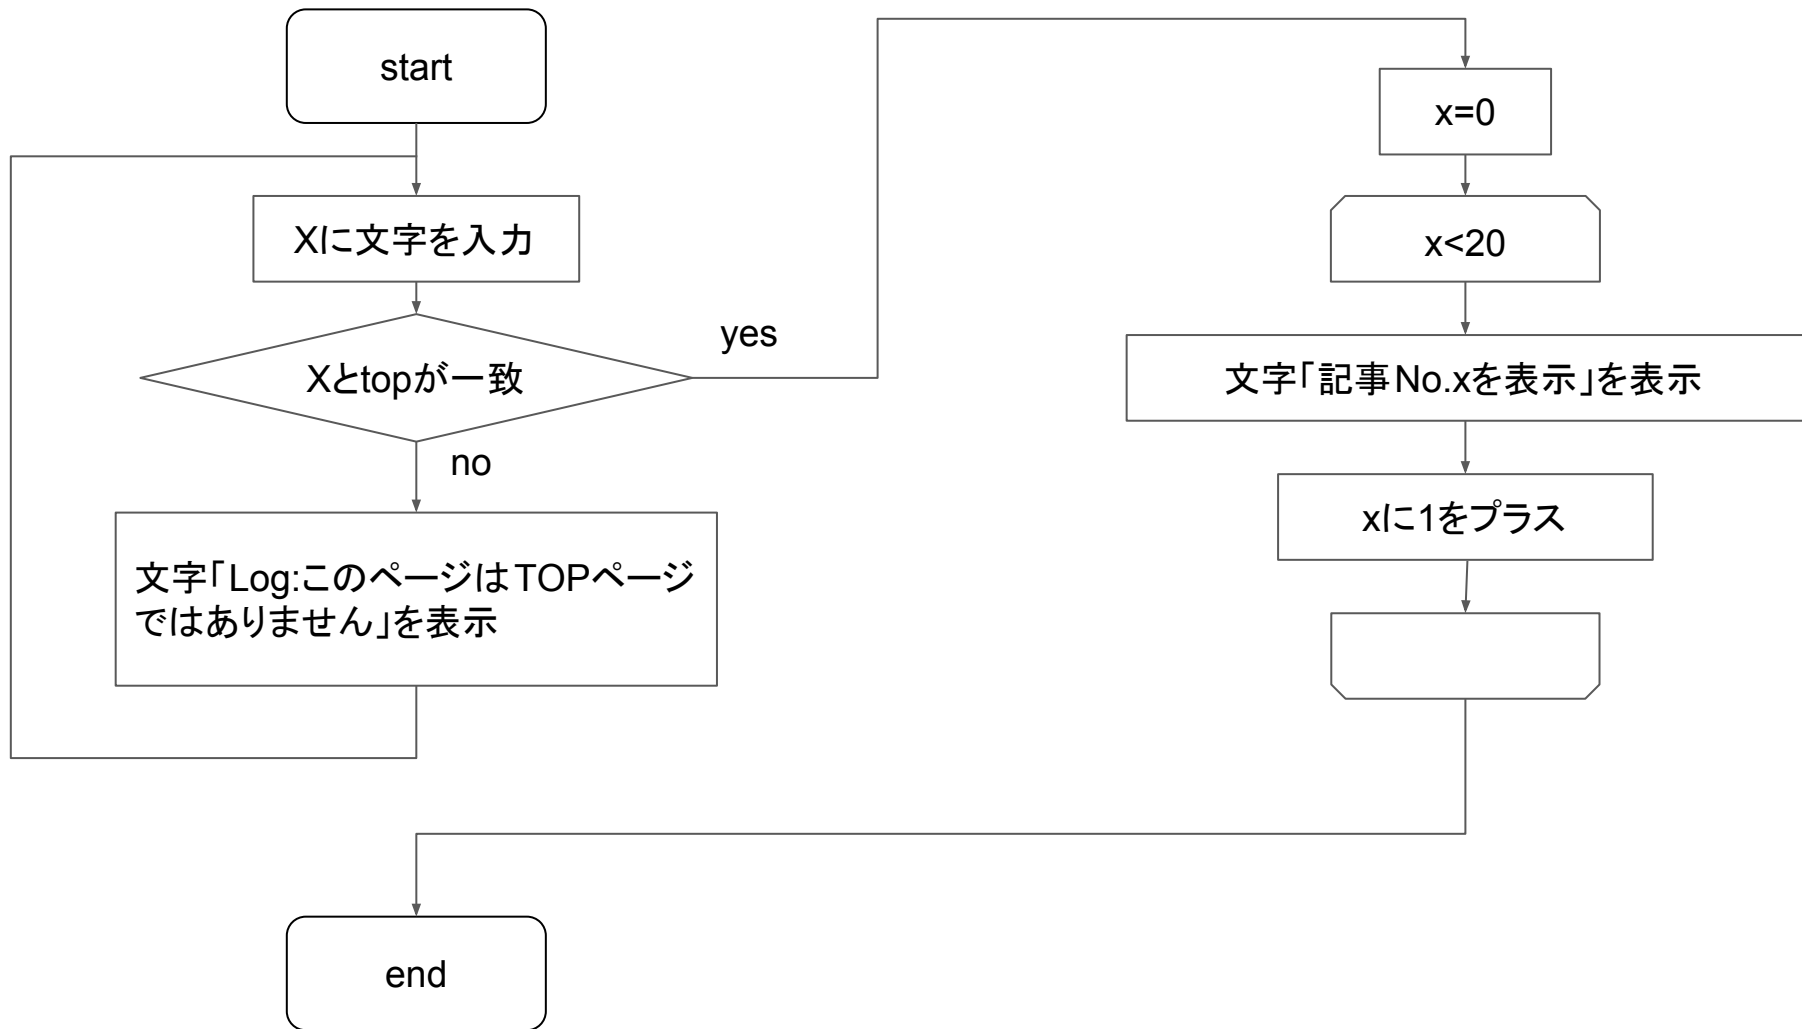 start
Xに文字を入力
Xとtopが一致
yes
no
文字「Log:このページはTOPページ
ではありません」を表示
x=0
x<20
文字「記事No.xを表示」を表示
xに1をプラス
end